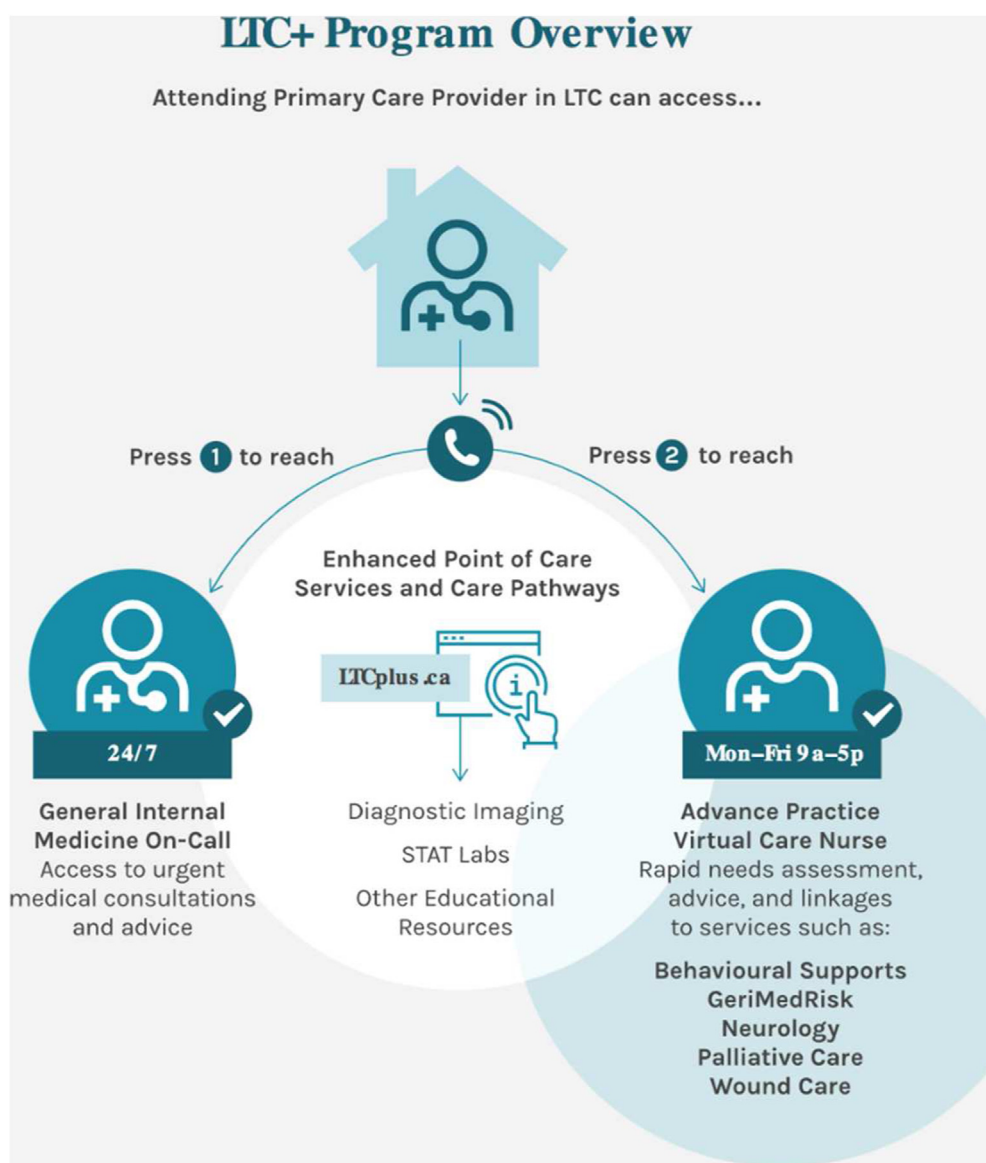 LTC+ Program Overview
Attending Primary Care Provider in LTC can access...
Press 1 to reach
Press 2 to reach
Enhanced Point of Care
Services and Care Pathways
LTCplus.ca
i
Diagnostic Imaging
STAT Labs
Other Educational
Resources
24/7
General Internal
Medicine On-Call
Access to urgent
medical consultations
and advice
Mon–Fri 9a–5p
Advance Practice
Virtual Care Nurse
Rapid needs assessment,
advice, and linkages
to services such as:
Behavioural Supports
GeriMedRisk
Neurology
Palliative Care
Wound Care